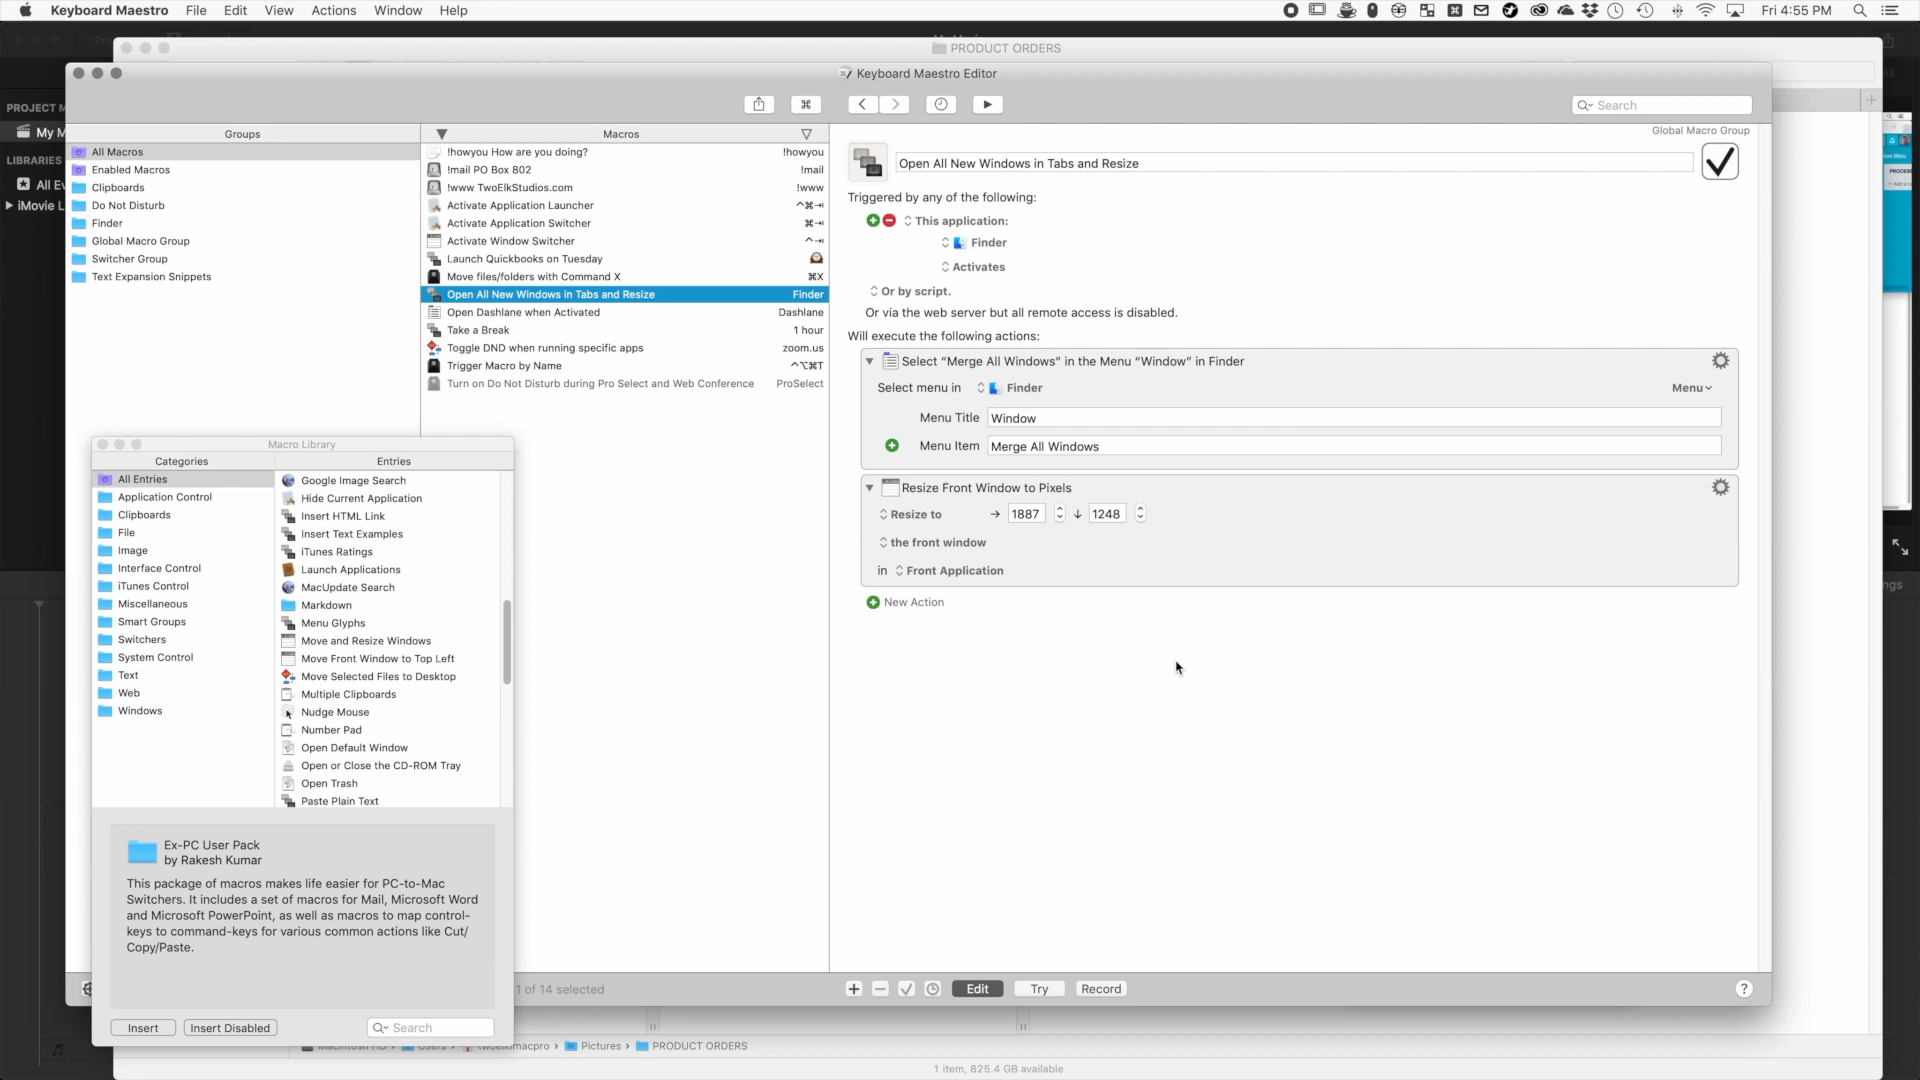 Keyboard Maestro File Edit View Actions Window Help Fri 4:55 PM
PRODUCT ORDERS
Keyboard Maestro Editor
Search
PROJECT M
My M
LIBRARIES
All Ev
iMovie L
Groups
All Macros
Enabled Macros
Clipboards
Do Not Disturb
Finder
Global Macro Group
Switcher Group
Text Expansion Snippets
Macros
!howyou How are you doing? !howyou
!mail PO Box 802 !mail
!www TwoElkStudios.com !www
Activate Application Launcher ^⌘⇥
Activate Application Switcher ⌘⇥
Activate Window Switcher ^⇥
Launch Quickbooks on Tuesday
Move files/folders with Command X ⌘X
Open All New Windows in Tabs and Resize Finder
Open Dashlane when Activated Dashlane
Take a Break 1 hour
Toggle DND when running specific apps zoom.us
Trigger Macro by Name ^⌥⌘T
Turn on Do Not Disturb during Pro Select and Web Conference ProSelect
Global Macro Group
Open All New Windows in Tabs and Resize
Triggered by any of the following:
This application:
Finder
Activates
Or by script.
Or via the web server but all remote access is disabled.
Will execute the following actions:
Select “Merge All Windows” in the Menu “Window” in Finder
Select menu in Finder Menu
Menu Title Window
Menu Item Merge All Windows
Resize Front Window to Pixels
Resize to → 1887 ↓ 1248
the front window
in Front Application
New Action
Macro Library
Categories
All Entries
Application Control
Clipboards
File
Image
Interface Control
iTunes Control
Miscellaneous
Smart Groups
Switchers
System Control
Text
Web
Windows
Entries
Google Image Search
Hide Current Application
Insert HTML Link
Insert Text Examples
iTunes Ratings
Launch Applications
MacUpdate Search
Markdown
Menu Glyphs
Move and Resize Windows
Move Front Window to Top Left
Move Selected Files to Desktop
Multiple Clipboards
Nudge Mouse
Number Pad
Open Default Window
Open or Close the CD-ROM Tray
Open Trash
Paste Plain Text
Ex-PC User Pack
by Rakesh Kumar
This package of macros makes life easier for PC-to-Mac
Switchers. It includes a set of macros for Mail, Microsoft Word
and Microsoft PowerPoint, as well as macros to map control-
keys to command-keys for various common actions like Cut/
Copy/Paste.
Insert Insert Disabled Search
1 of 14 selected
Edit Try Record ?
Pictures › PRODUCT ORDERS
1 item, 825.4 GB available
ngs